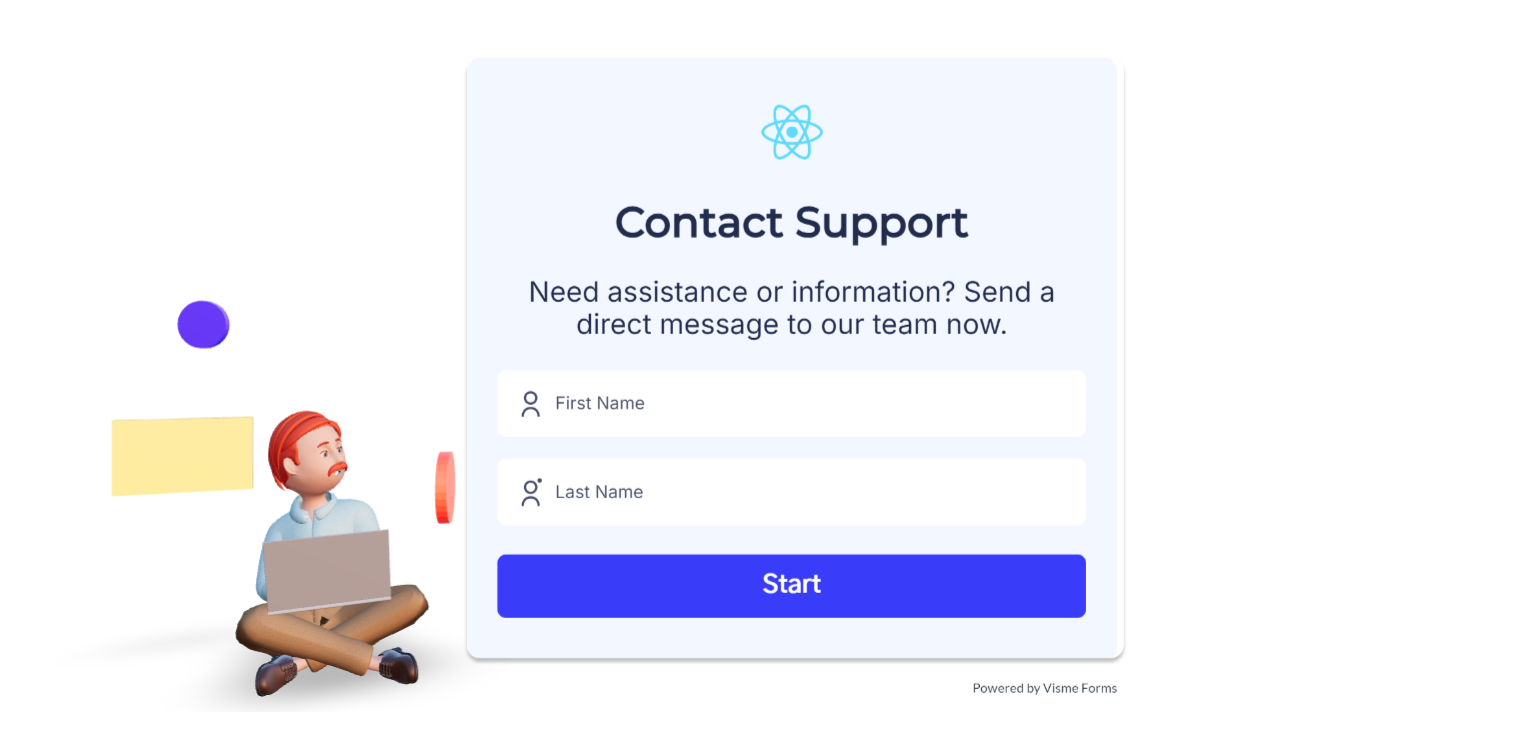 Contact Support
Need assistance or information? Send a
direct message to our team now.
First Name
Last Name
Start
Powered by Visme Forms